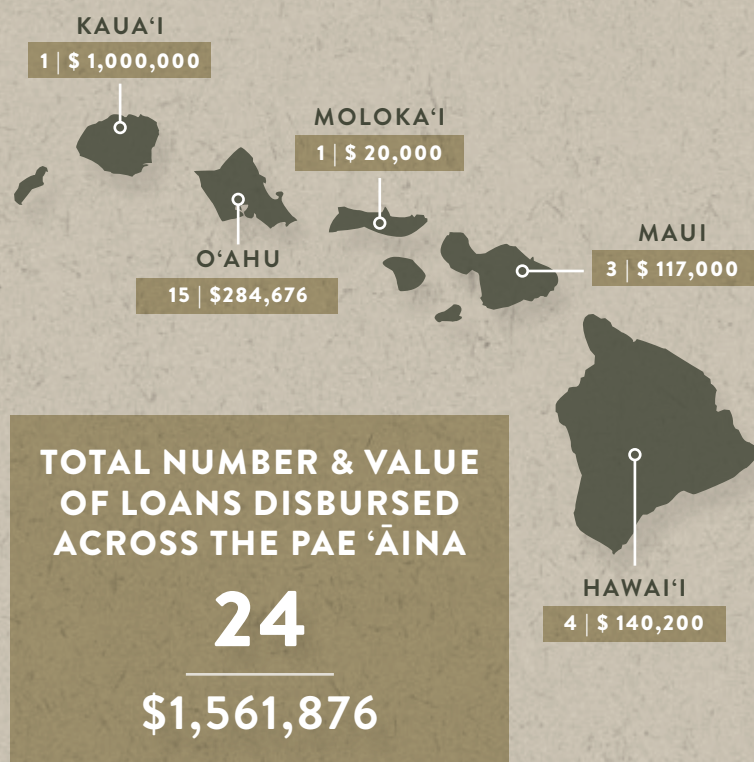 KAUAʻI
1 | $ 1,000,000
MOLOKAʻI
1 | $ 20,000
OʻAHU
15 | $284,676
MAUI
3 | $ 117,000
HAWAIʻI
4 | $ 140,200
TOTAL NUMBER & VALUE
OF LOANS DISBURSED
ACROSS THE PAE ʻĀINA
24
$1,561,876